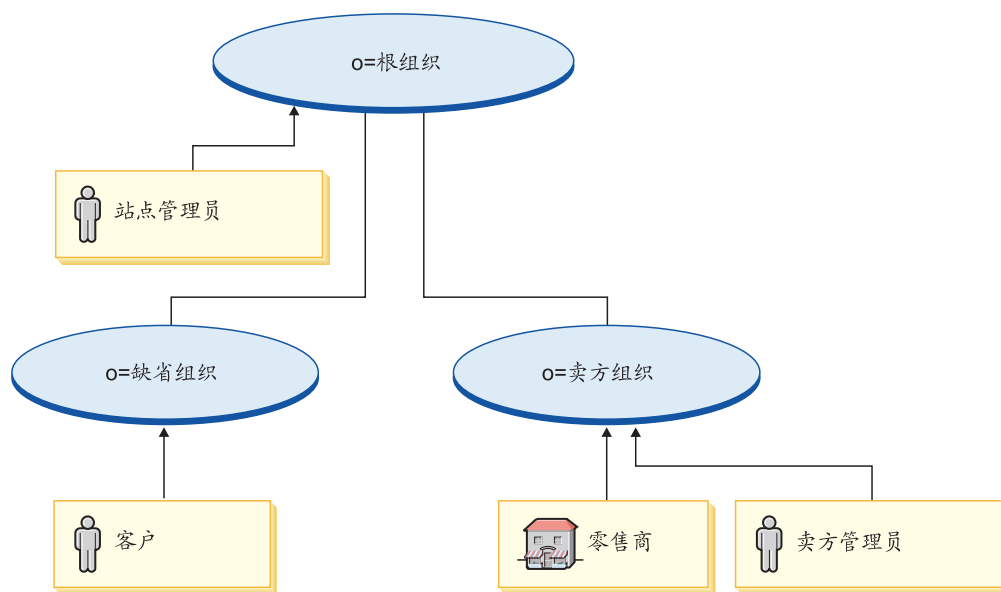 o=根组织
站点管理员
o=缺省组织
o=卖方组织
客户
零售商
卖方管理员